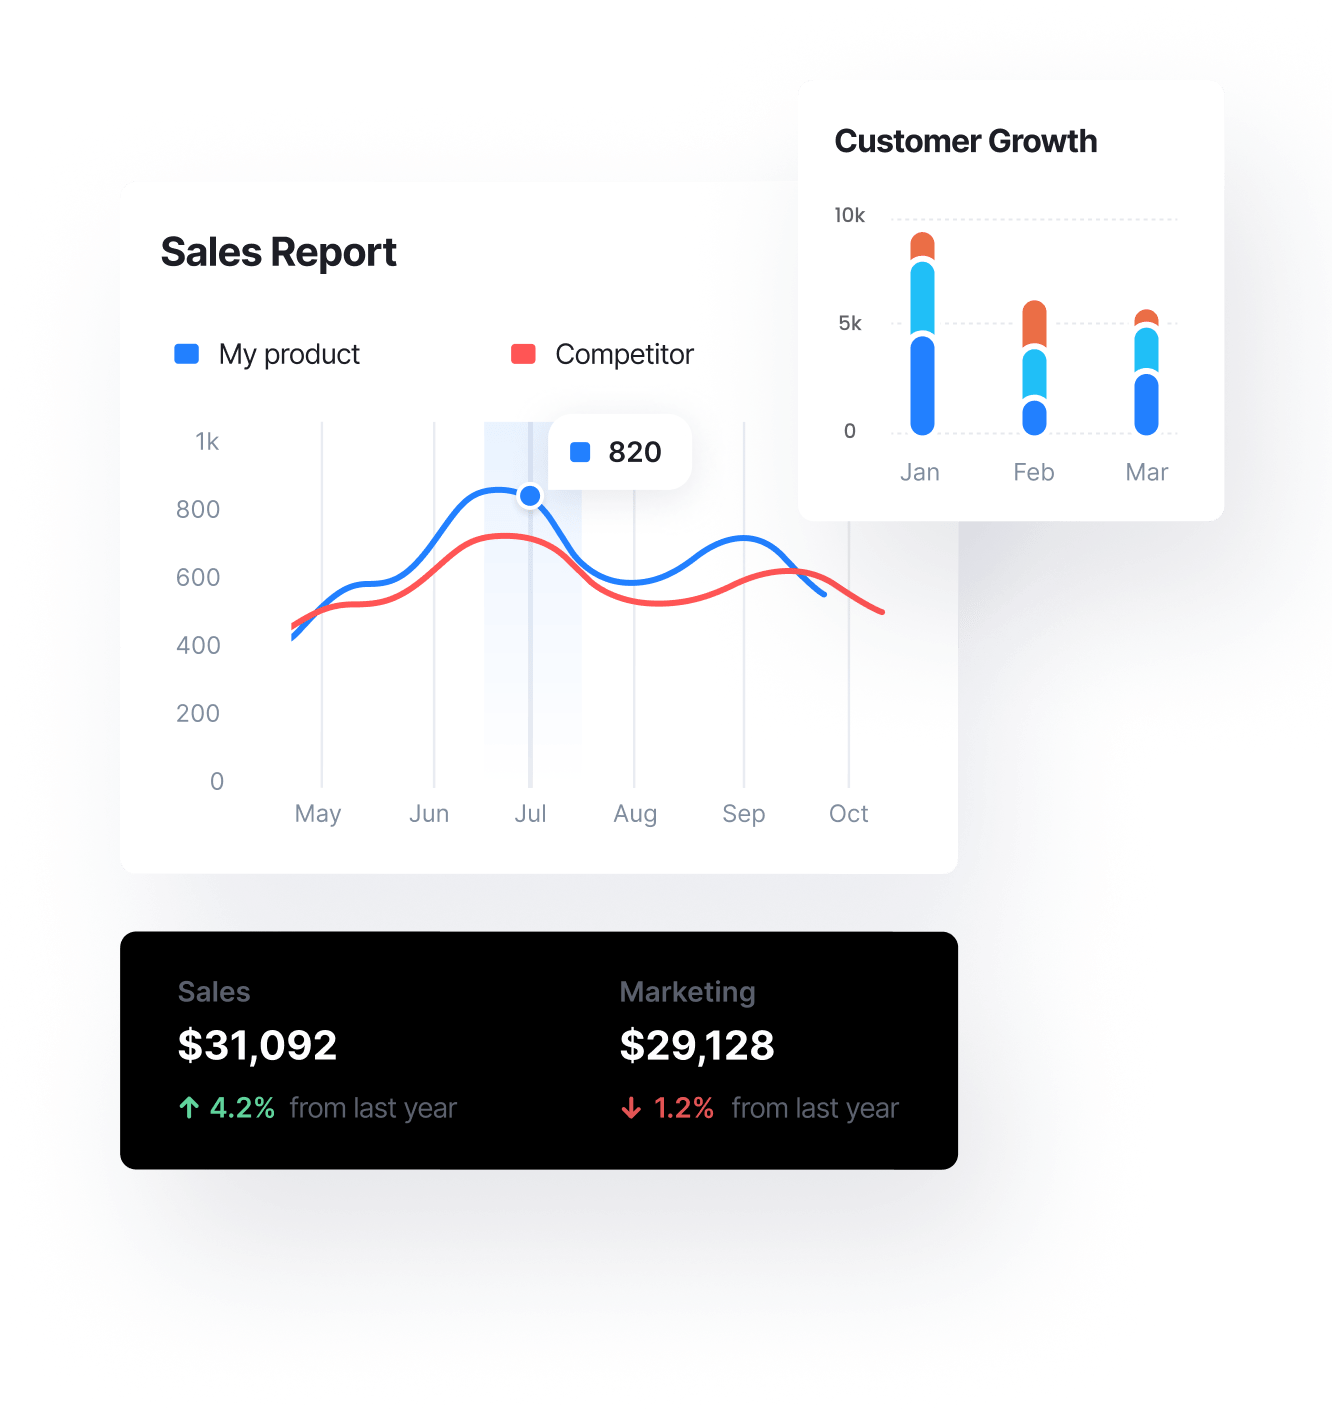 Customer Growth
10k
5k
0
Jan Feb Mar
Sales Report
My product Competitor
820
1k
800
600
400
200
0
May Jun Jul Aug Sep Oct
Sales Marketing
$31,092 $29,128
4.2% from last year 1.2% from last year